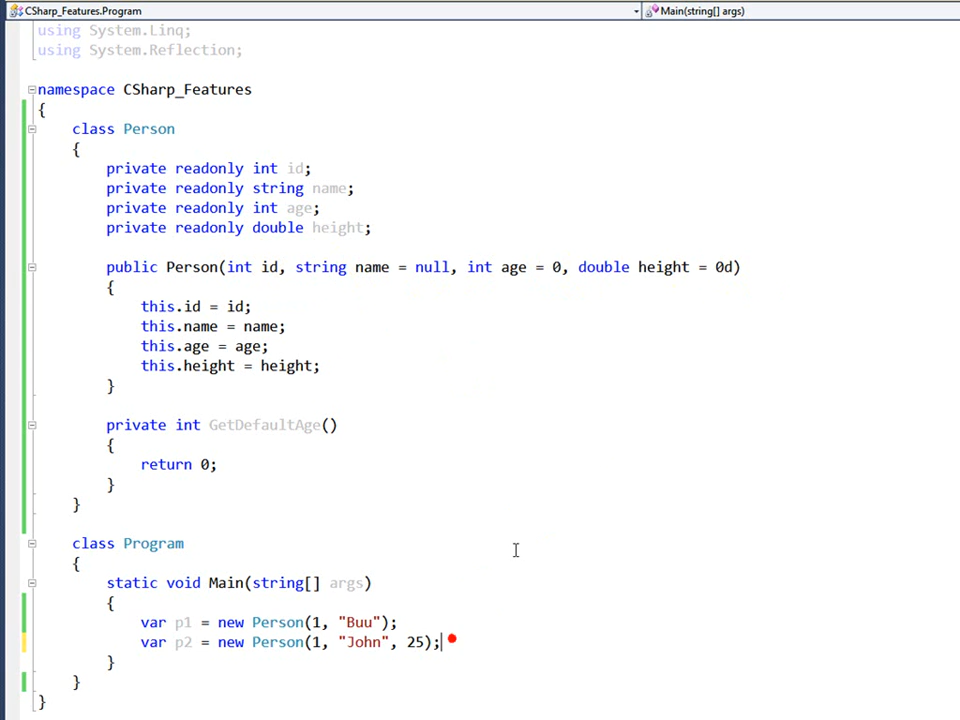 CSharp_Features.Program
Main(string[] args)
using System.Linq;
using System.Reflection;
namespace CSharp_Features
{
class Person
{
private readonly int id;
private readonly string name;
private readonly int age;
private readonly double height;
public Person(int id, string name = null, int age = 0, double height = 0d)
{
this.id = id;
this.name = name;
this.age = age;
this.height = height;
}
private int GetDefaultAge()
{
return 0;
}
}
class Program
{
static void Main(string[] args)
{
var p1 = new Person(1, "Buu");
var p2 = new Person(1, "John", 25);
}
}
}